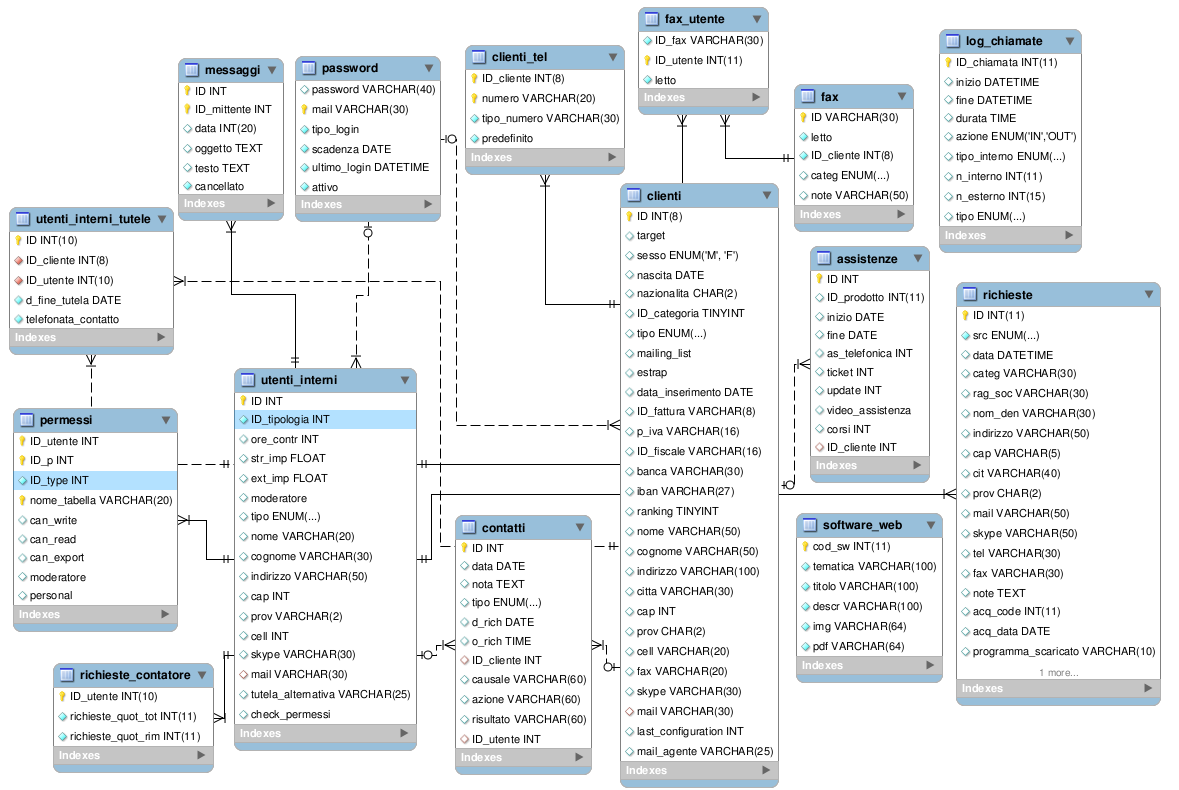 messaggi
ID INT
ID_mittente INT
data INT(20)
oggetto TEXT
testo TEXT
cancellato
Indexes
password
password VARCHAR(40)
mail VARCHAR(30)
tipo_login
scadenza DATE
ultimo_login DATETIME
attivo
Indexes
clienti_tel
ID_cliente INT(8)
numero VARCHAR(20)
tipo_numero VARCHAR(30)
predefinito
Indexes
fax_utente
ID_fax VARCHAR(30)
ID_utente INT(11)
letto
Indexes
fax
ID VARCHAR(30)
letto
ID_cliente INT(8)
categ ENUM(...)
note VARCHAR(50)
Indexes
log_chiamate
ID_chiamata INT(11)
inizio DATETIME
fine DATETIME
durata TIME
azione ENUM('IN','OUT')
tipo_interno ENUM(...)
n_interno INT(11)
n_esterno INT(15)
tipo ENUM(...)
Indexes
utenti_interni_tutele
ID INT(10)
ID_cliente INT(8)
ID_utente INT(10)
d_fine_tutela DATE
telefonata_contatto
Indexes
clienti
ID INT(8)
target
sesso ENUM('M', 'F')
nascita DATE
nazionalita CHAR(2)
ID_categoria TINYINT
tipo ENUM(...)
mailing_list
estrap
data_inserimento DATE
ID_fattura VARCHAR(8)
p_iva VARCHAR(16)
ID_fiscale VARCHAR(16)
banca VARCHAR(30)
iban VARCHAR(27)
ranking TINYINT
nome VARCHAR(50)
cognome VARCHAR(50)
indirizzo VARCHAR(100)
citta VARCHAR(30)
cap INT
prov CHAR(2)
cell VARCHAR(20)
fax VARCHAR(20)
skype VARCHAR(30)
mail VARCHAR(30)
last_configuration INT
mail_agente VARCHAR(25)
Indexes
assistenze
ID INT
ID_prodotto INT(11)
inizio DATE
fine DATE
as_telefonica INT
ticket INT
update INT
video_assistenza
corsi INT
ID_cliente INT
Indexes
richieste
ID INT(11)
src ENUM(...)
data DATETIME
categ VARCHAR(30)
rag_soc VARCHAR(30)
nom_den VARCHAR(30)
indirizzo VARCHAR(50)
cap VARCHAR(5)
cit VARCHAR(40)
prov CHAR(2)
mail VARCHAR(50)
skype VARCHAR(50)
tel VARCHAR(30)
fax VARCHAR(30)
note TEXT
acq_code INT(11)
acq_data DATE
programma_scaricato VARCHAR(10)
1 more...
Indexes
permessi
ID_utente INT
ID_p INT
ID_type INT
nome_tabella VARCHAR(20)
can_write
can_read
can_export
moderatore
personal
Indexes
utenti_interni
ID INT
ID_tipologia INT
ore_contr INT
str_imp FLOAT
ext_imp FLOAT
moderatore
tipo ENUM(...)
nome VARCHAR(20)
cognome VARCHAR(30)
indirizzo VARCHAR(50)
cap INT
prov VARCHAR(2)
cell INT
skype VARCHAR(30)
mail VARCHAR(30)
tutela_alternativa VARCHAR(25)
check_permessi
Indexes
contatti
ID INT
data DATE
nota TEXT
tipo ENUM(...)
d_rich DATE
o_rich TIME
ID_cliente INT
causale VARCHAR(60)
azione VARCHAR(60)
risultato VARCHAR(60)
ID_utente INT
Indexes
software_web
cod_sw INT(11)
tematica VARCHAR(100)
titolo VARCHAR(100)
descr VARCHAR(100)
img VARCHAR(64)
pdf VARCHAR(64)
Indexes
richieste_contatore
ID_utente INT(10)
richieste_quot_tot INT(11)
richieste_quot_rim INT(11)
Indexes